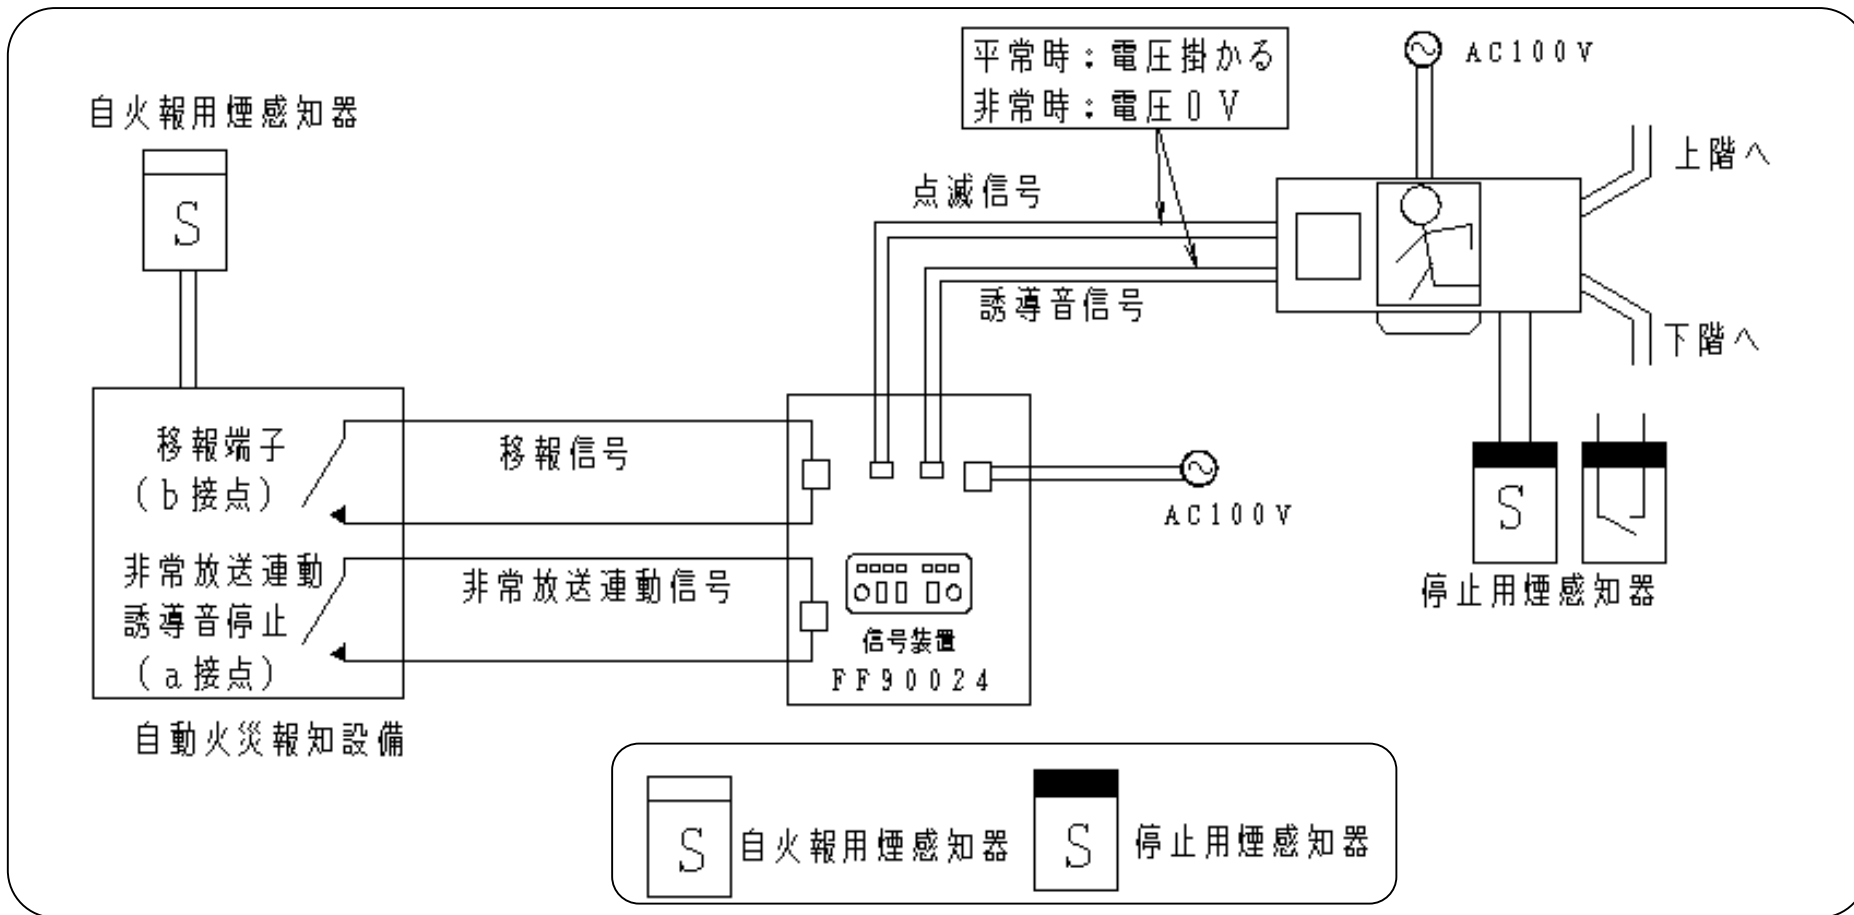 平常時：電圧掛かる
非常時：電圧０Ｖ
AC100V
自火報用煙感知器
S
点滅信号
誘導音信号
上階へ
下階へ
移報端子
（ｂ接点）
移報信号
AC100V
S
停止用煙感知器
非常放送連動
誘導音停止
（ａ接点）
非常放送連動信号
信号装置
FF90024
自動火災報知設備
S 自火報用煙感知器
S 停止用煙感知器